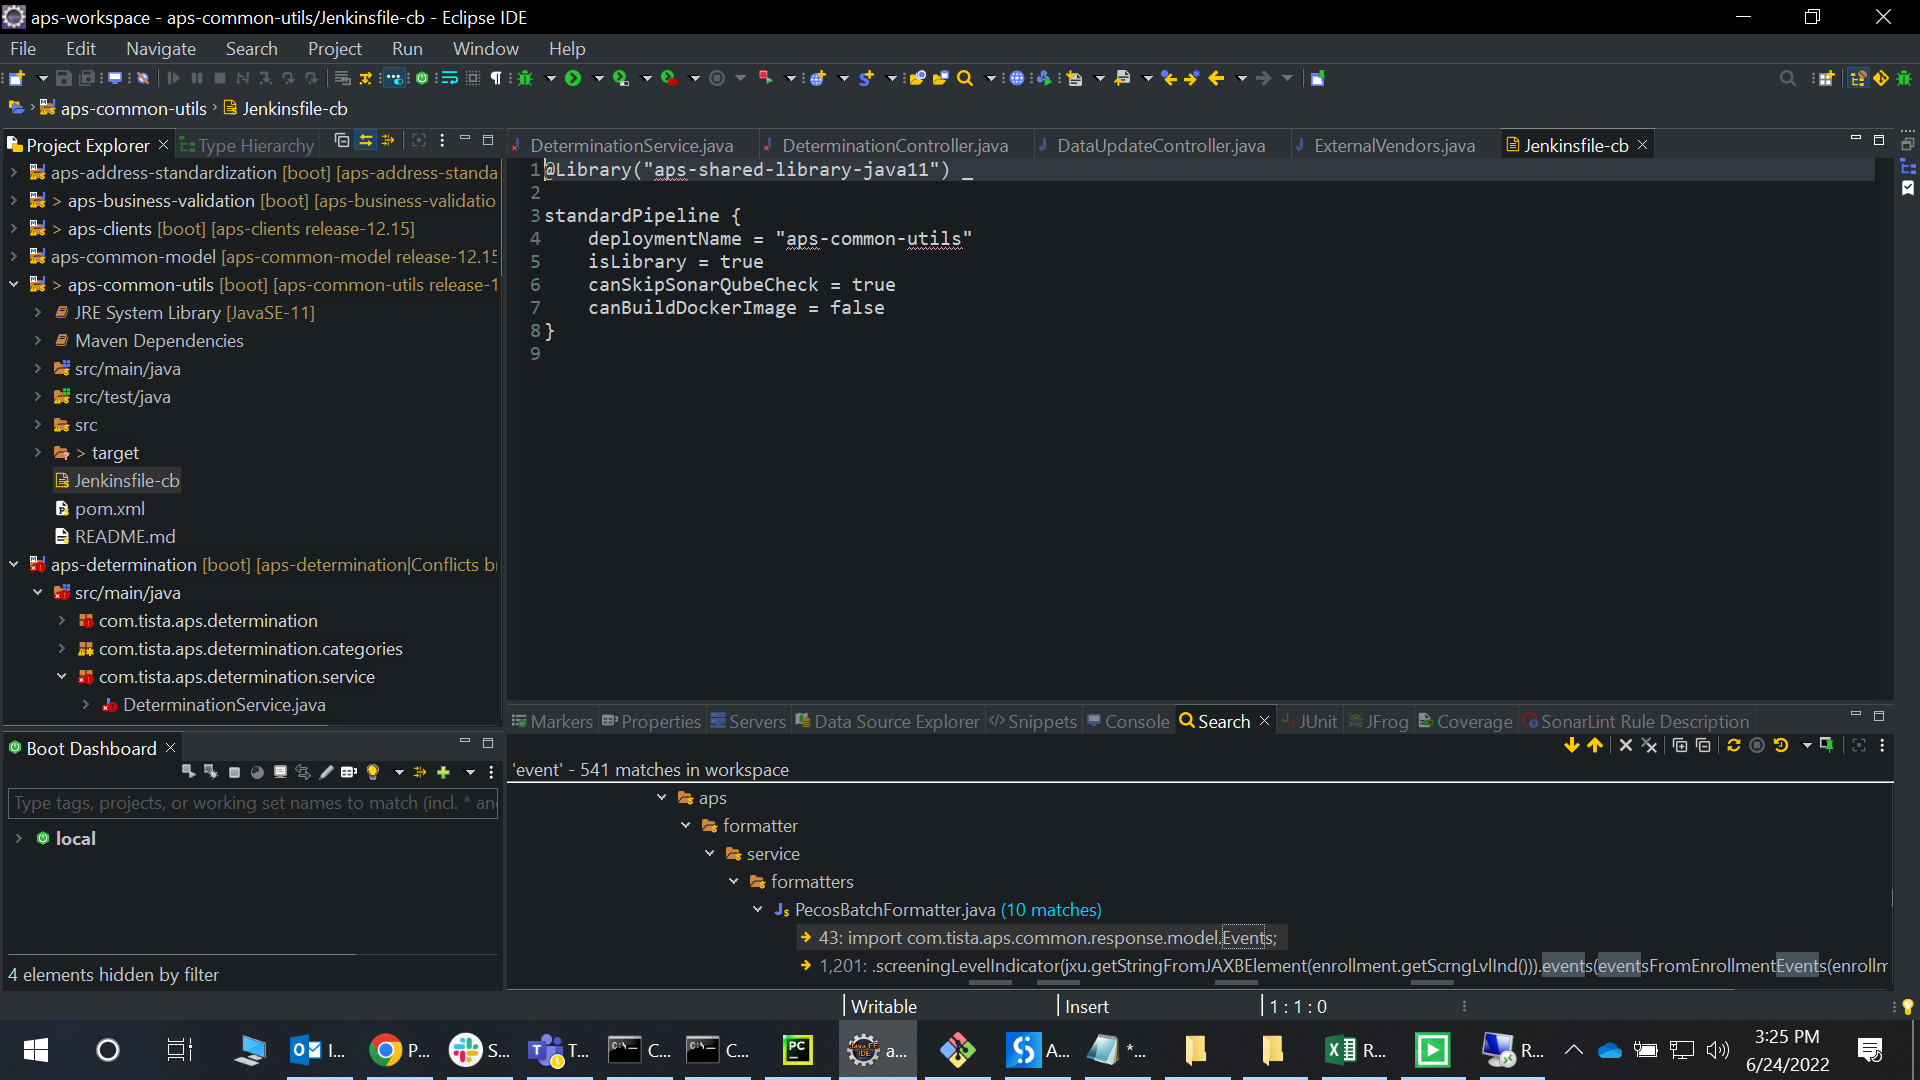 aps-workspace - aps-common-utils/Jenkinsfile-cb - Eclipse IDE
File Edit Navigate Search Project Run Window Help
aps-common-utils Jenkinsfile-cb
Project Explorer Type Hierarchy
aps-address-standardization [boot] [aps-address-standa
> aps-business-validation [boot] [aps-business-validatio
> aps-clients [boot] [aps-clients release-12.15]
aps-common-model [aps-common-model release-12.15
> aps-common-utils [boot] [aps-common-utils release-1
JRE System Library [JavaSE-11]
Maven Dependencies
src/main/java
src/test/java
src
> target
Jenkinsfile-cb
pom.xml
README.md
aps-determination [boot] [aps-determination|Conflicts b
src/main/java
com.tista.aps.determination
com.tista.aps.determination.categories
com.tista.aps.determination.service
DeterminationService.java
Boot Dashboard
Type tags, projects, or working set names to match (incl. * an
local
4 elements hidden by filter
DeterminationService.java DeterminationController.java DataUpdateController.java ExternalVendors.java Jenkinsfile-cb
1 @Library("aps-shared-library-java11") _
2
3 standardPipeline {
4 deploymentName = "aps-common-utils"
5 isLibrary = true
6 canSkipSonarQubeCheck = true
7 canBuildDockerImage = false
8 }
9
Markers Properties Servers Data Source Explorer Snippets Console Search JUnit JFrog Coverage SonarLint Rule Description
'event' - 541 matches in workspace
aps
formatter
service
formatters
PecosBatchFormatter.java (10 matches)
43: import com.tista.aps.common.response.model.Events;
1,201: .screeningLevelIndicator(jxu.getStringFromJAXBElement(enrollment.getScrngLvlInd())).events(eventsFromEnrollmentEvents(enrollm
Writable Insert 1 : 1 : 0
I... P... S... T... C... C... PC a... A... *... R... R...
3:25 PM
6/24/2022